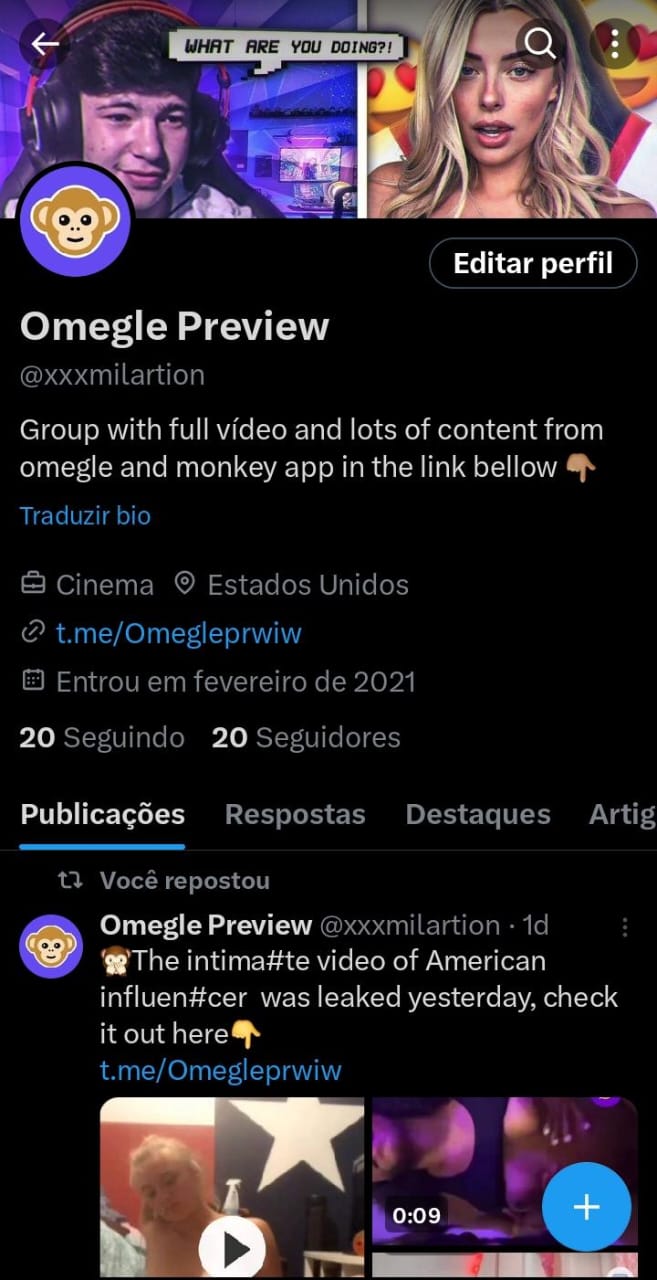 WHAT ARE YOU DOING?!
Editar perfil
Omegle Preview
@xxxmilartion
Group with full vídeo and lots of content from
omegle and monkey app in the link bellow 👇🏽
Traduzir bio
Cinema Estados Unidos
t.me/Omegleprwiw
Entrou em fevereiro de 2021
20 Seguindo 20 Seguidores
Publicações Respostas Destaques Artig
Você repostou
Omegle Preview @xxxmilartion · 1d
🙊The intima#te video of American
influen#cer was leaked yesterday, check
it out here👇
t.me/Omegleprwiw
0:09